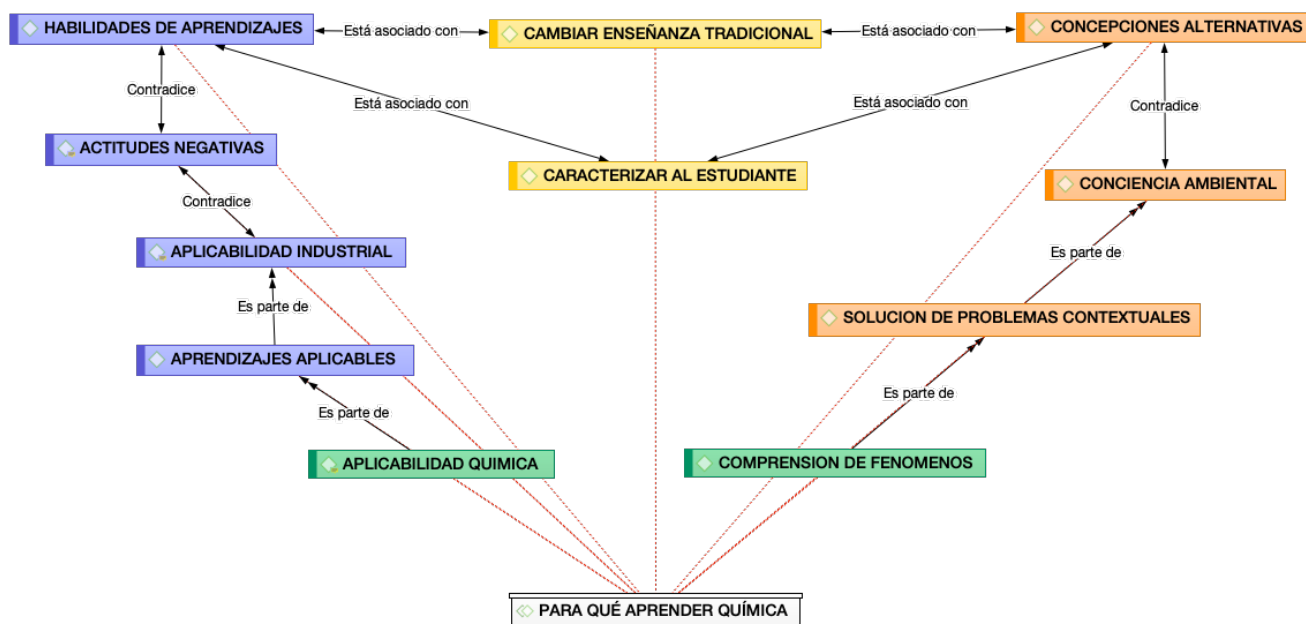 HABILIDADES DE APRENDIZAJES
Está asociado con
CAMBIAR ENSEÑANZA TRADICIONAL
Está asociado con
CONCEPCIONES ALTERNATIVAS
Contradice
Está asociado con
Está asociado con
Contradice
ACTITUDES NEGATIVAS
CARACTERIZAR AL ESTUDIANTE
CONCIENCIA AMBIENTAL
Contradice
APLICABILIDAD INDUSTRIAL
Es parte de
Es parte de
SOLUCION DE PROBLEMAS CONTEXTUALES
APRENDIZAJES APLICABLES
Es parte de
Es parte de
APLICABILIDAD QUIMICA
COMPRENSION DE FENOMENOS
PARA QUÉ APRENDER QUÍMICA